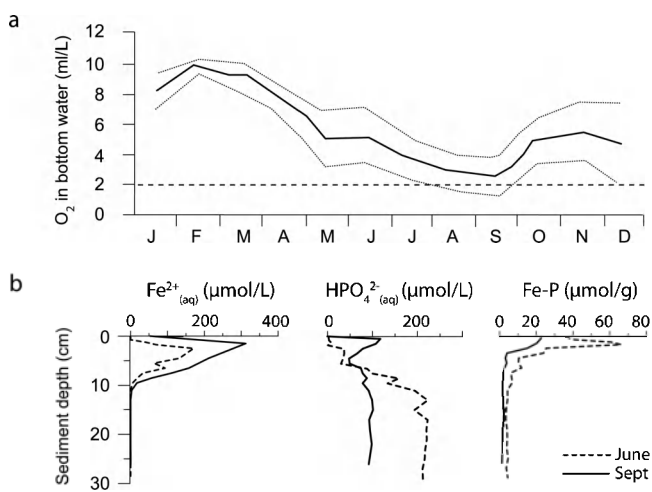 a
O₂ in bottom water (ml/L)
12
10
8
6
4
2
0
J F M A M J J A S O N D
b
Fe²⁺(aq) (μmol/L) HPO₄²⁻(aq) (μmol/L) Fe-P (μmol/g)
0 200 400 0 200 0 20 40 60 80
Sediment depth (cm)
0
10
20
30
June
Sept